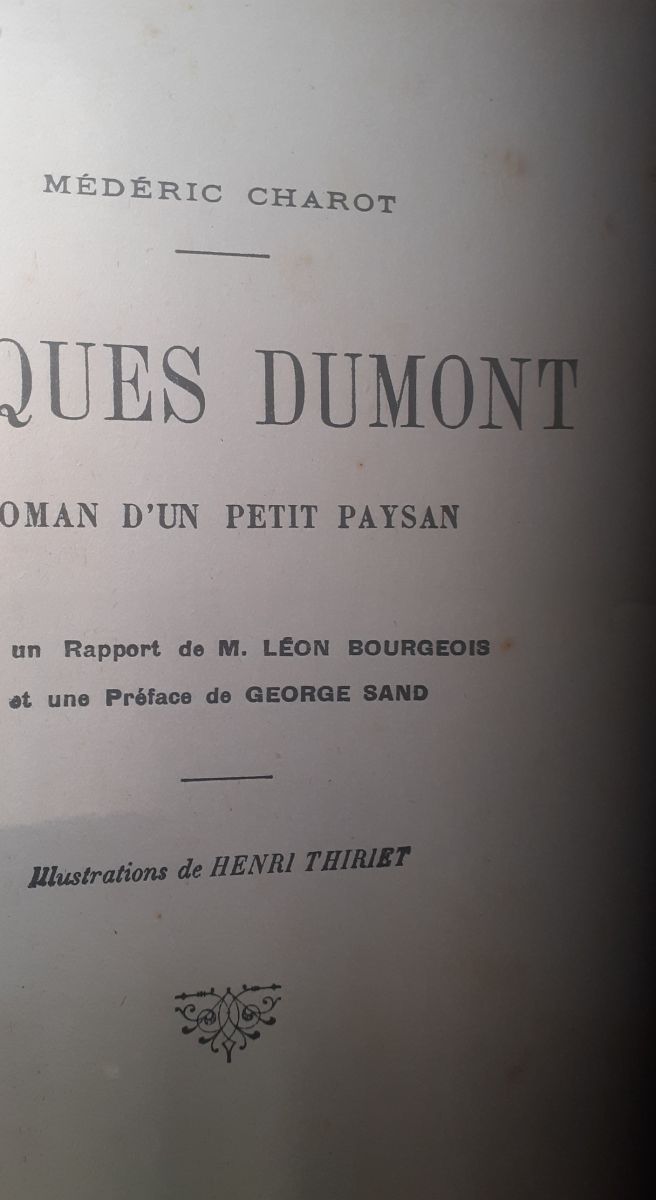 MÉDÉRIC CHAROT
QUES DUMONT
OMAN D'UN PETIT PAYSAN
un Rapport de M. LÉON BOURGEOIS
et une Préface de GEORGE SAND
Illustrations de HENRI THIRIET